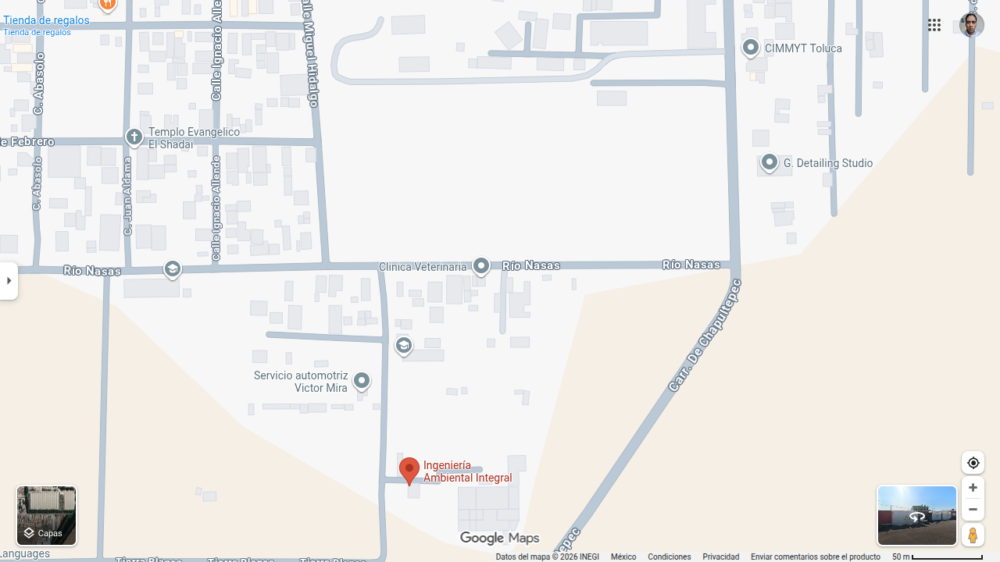 Tienda de regalos
Tienda de regalos
C. Abasolo
Calle Ignacio Alle
alle Miguel Hidalgo
CIMMYT Toluca
Templo Evangelico
El Shadai
e Febrero
C. Abasolo
C. Juan Aldama
Calle Ignacio Allende
G. Detailing Studio
Río Nasas
Clinica Veterinaria
Río Nasas
Río Nasas
Carr. De Chapultepec
Servicio automotriz
Victor Mira
Ingeniería
Ambiental Integral
Capas
Google Maps
epec
Languages
Tierra Blanca
Tierra Blanca
Tierra Blanca
Datos del mapa © 2026 INEGI
México
Condiciones
Privacidad
Enviar comentarios sobre el producto
50 m